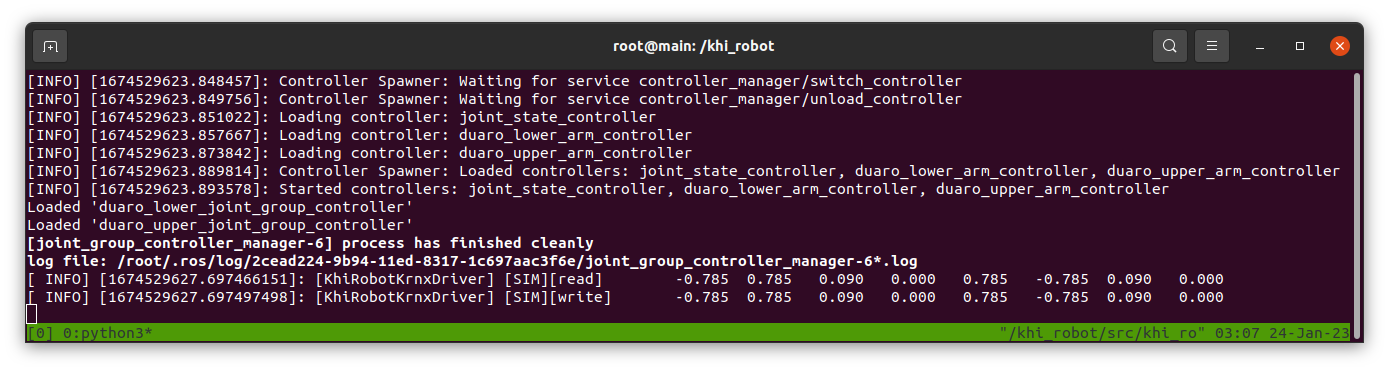 root@main: /khi_robot
[INFO] [1674529623.848457]: Controller Spawner: Waiting for service controller_manager/switch_controller
[INFO] [1674529623.849756]: Controller Spawner: Waiting for service controller_manager/unload_controller
[INFO] [1674529623.851022]: Loading controller: joint_state_controller
[INFO] [1674529623.857667]: Loading controller: duaro_lower_arm_controller
[INFO] [1674529623.873842]: Loading controller: duaro_upper_arm_controller
[INFO] [1674529623.889814]: Controller Spawner: Loaded controllers: joint_state_controller, duaro_lower_arm_controller, duaro_upper_arm_controller
[INFO] [1674529623.893578]: Started controllers: joint_state_controller, duaro_lower_arm_controller, duaro_upper_arm_controller
Loaded 'duaro_lower_joint_group_controller'
Loaded 'duaro_upper_joint_group_controller'
[joint_group_controller_manager-6] process has finished cleanly
log file: /root/.ros/log/2cead224-9b94-11ed-8317-1c697aac3f6e/joint_group_controller_manager-6*.log
[ INFO] [1674529627.697466151]: [KhiRobotKrnxDriver] [SIM][read]       -0.785  0.785   0.090   0.000   0.785   -0.785  0.090   0.000
[ INFO] [1674529627.697497498]: [KhiRobotKrnxDriver] [SIM][write]       -0.785  0.785   0.090   0.000   0.785   -0.785  0.090   0.000
[0] 0:python3* "/khi_robot/src/khi_ro" 03:07 24-Jan-23